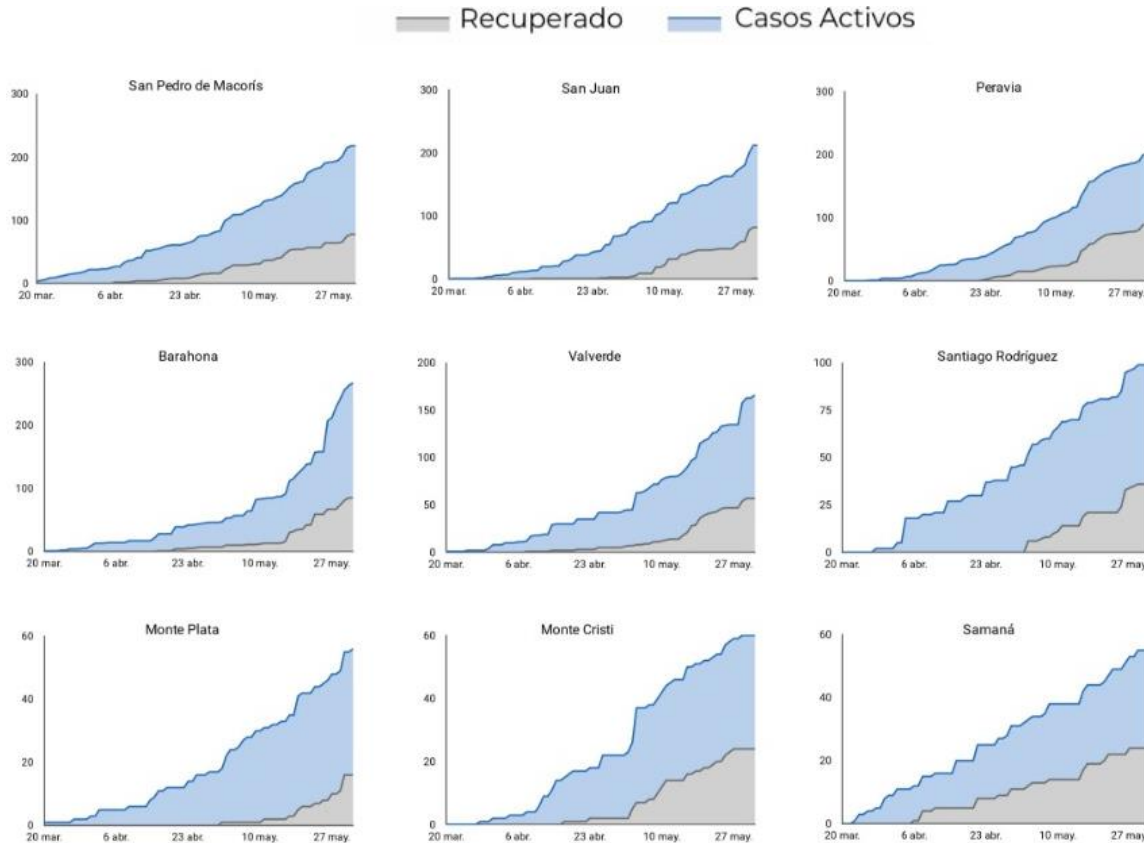 Recuperado Casos Activos
San Pedro de Macorís
300
200
100
0
20 mar. 6 abr. 23 abr. 10 may. 27 may.
San Juan
300
200
100
0
20 mar. 6 abr. 23 abr. 10 may. 27 may.
Peravia
300
200
100
0
20 mar. 6 abr. 23 abr. 10 may. 27 may.
Barahona
300
200
100
0
20 mar. 6 abr. 23 abr. 10 may. 27 may.
Valverde
200
150
100
50
0
20 mar. 6 abr. 23 abr. 10 may. 27 may.
Santiago Rodríguez
100
75
50
25
0
20 mar. 6 abr. 23 abr. 10 may. 27 may.
Monte Plata
60
40
20
0
20 mar. 6 abr. 23 abr. 10 may. 27 may.
Monte Cristi
60
40
20
0
20 mar. 6 abr. 23 abr. 10 may. 27 may.
Samaná
60
40
20
0
20 mar. 6 abr. 23 abr. 10 may. 27 may.